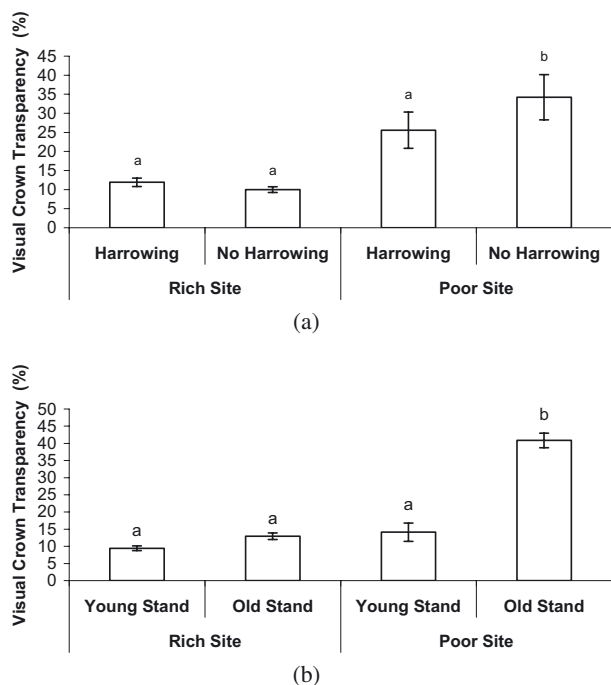 (a)
Visual Crown Transparency (%)
45
40
35
30
25
20
15
10
5
0
a
a
a
b
Harrowing No Harrowing Harrowing No Harrowing
Rich Site Poor Site
(a)
Visual Crown Transparency (%)
50
45
40
35
30
25
20
15
10
5
0
a
a
a
b
Young Stand Old Stand Young Stand Old Stand
Rich Site Poor Site
(b)